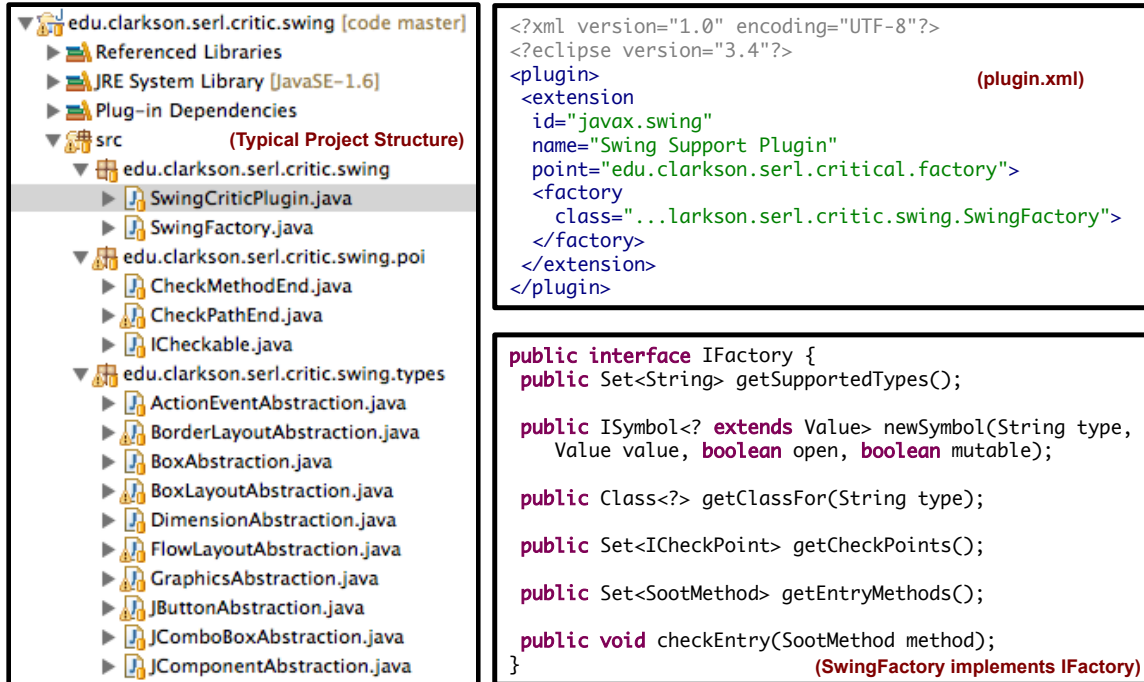 edu.clarkson.serl.critic.swing [code master]
Referenced Libraries
JRE System Library [JavaSE-1.6]
Plug-in Dependencies
src (Typical Project Structure)
edu.clarkson.serl.critic.swing
SwingCriticPlugin.java
SwingFactory.java
edu.clarkson.serl.critic.swing.poi
CheckMethodEnd.java
CheckPathEnd.java
ICheckable.java
edu.clarkson.serl.critic.swing.types
ActionEventAbstraction.java
BorderLayoutAbstraction.java
BoxAbstraction.java
BoxLayoutAbstraction.java
DimensionAbstraction.java
FlowLayoutAbstraction.java
GraphicsAbstraction.java
JButtonAbstraction.java
JComboBoxAbstraction.java
JComponentAbstraction.java
<?xml version="1.0" encoding="UTF-8"?>
<?eclipse version="3.4"?>
<plugin> (plugin.xml)
<extension
id="javax.swing"
name="Swing Support Plugin"
point="edu.clarkson.serl.critical.factory">
<factory
class="...larkson.serl.critic.swing.SwingFactory">
</factory>
</extension>
</plugin>
public interface IFactory {
public Set<String> getSupportedTypes();
public ISymbol<? extends Value> newSymbol(String type,
Value value, boolean open, boolean mutable);
public Class<?> getClassFor(String type);
public Set<ICheckPoint> getCheckPoints();
public Set<SootMethod> getEntryMethods();
public void checkEntry(SootMethod method);
} (SwingFactory implements IFactory)